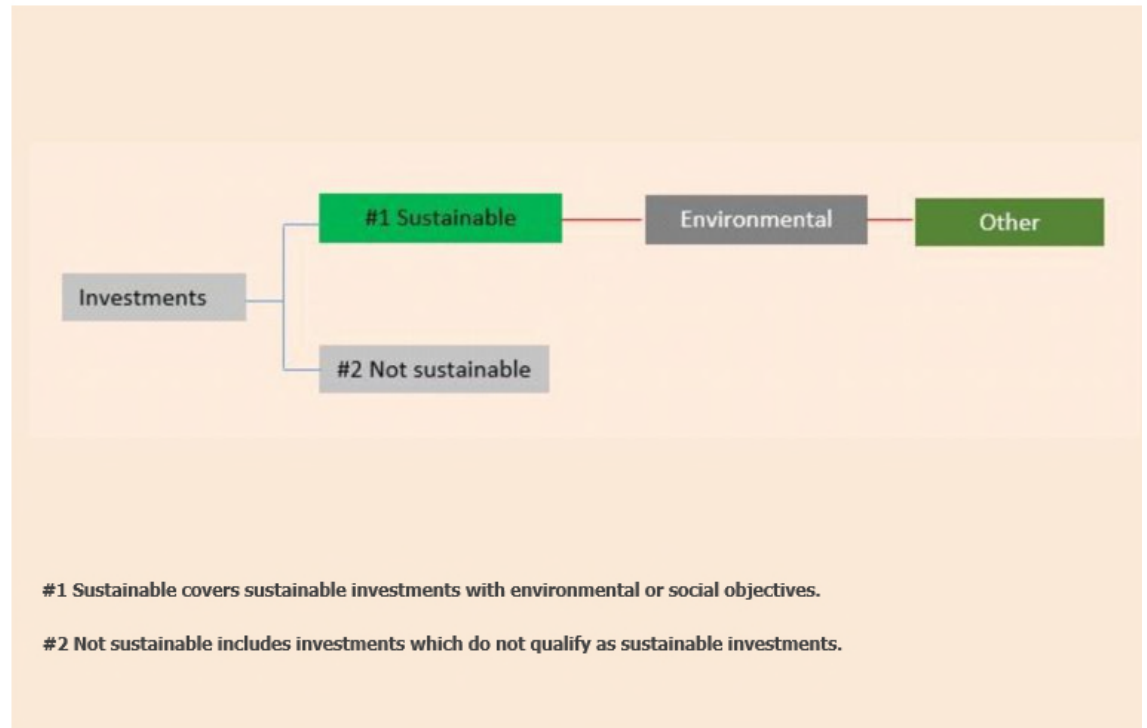 #1 Sustainable
Environmental
Other
Investments
#2 Not sustainable
#1 Sustainable covers sustainable investments with environmental or social objectives.
#2 Not sustainable includes investments which do not qualify as sustainable investments.